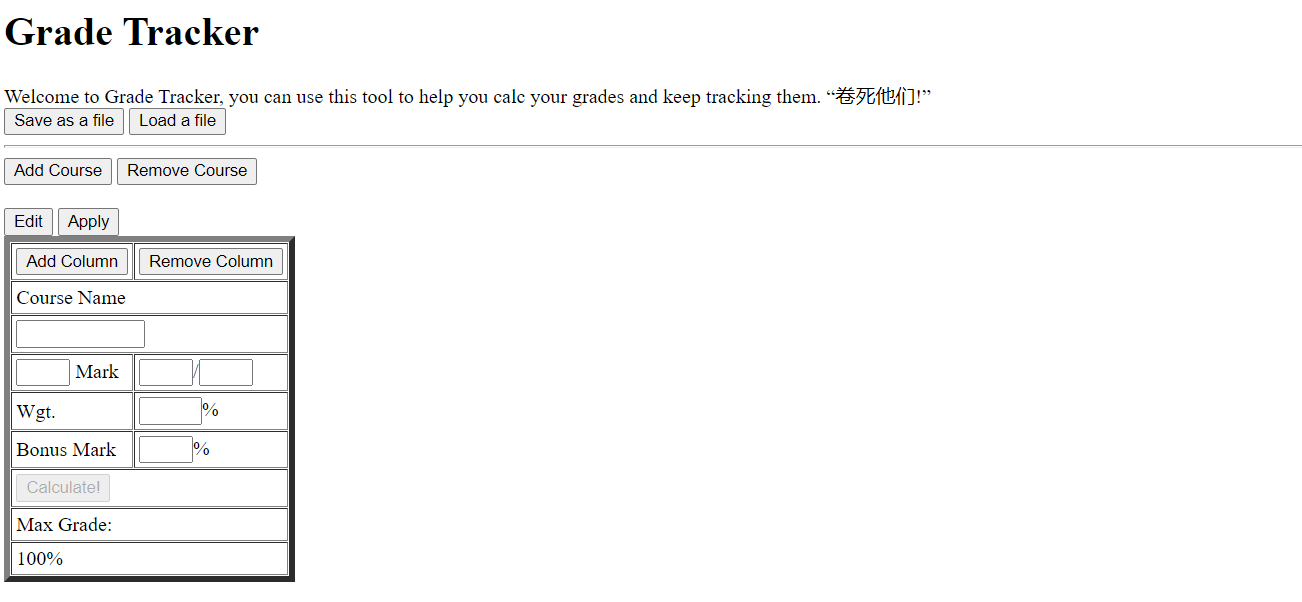 Grade Tracker
Welcome to Grade Tracker, you can use this tool to help you calc your grades and keep tracking them. “卷死他们!”
Save as a file Load a file
Add Course Remove Course
Edit Apply
Add Column Remove Column
Course Name
Mark /
Wgt. %
Bonus Mark %
Calculate!
Max Grade:
100%